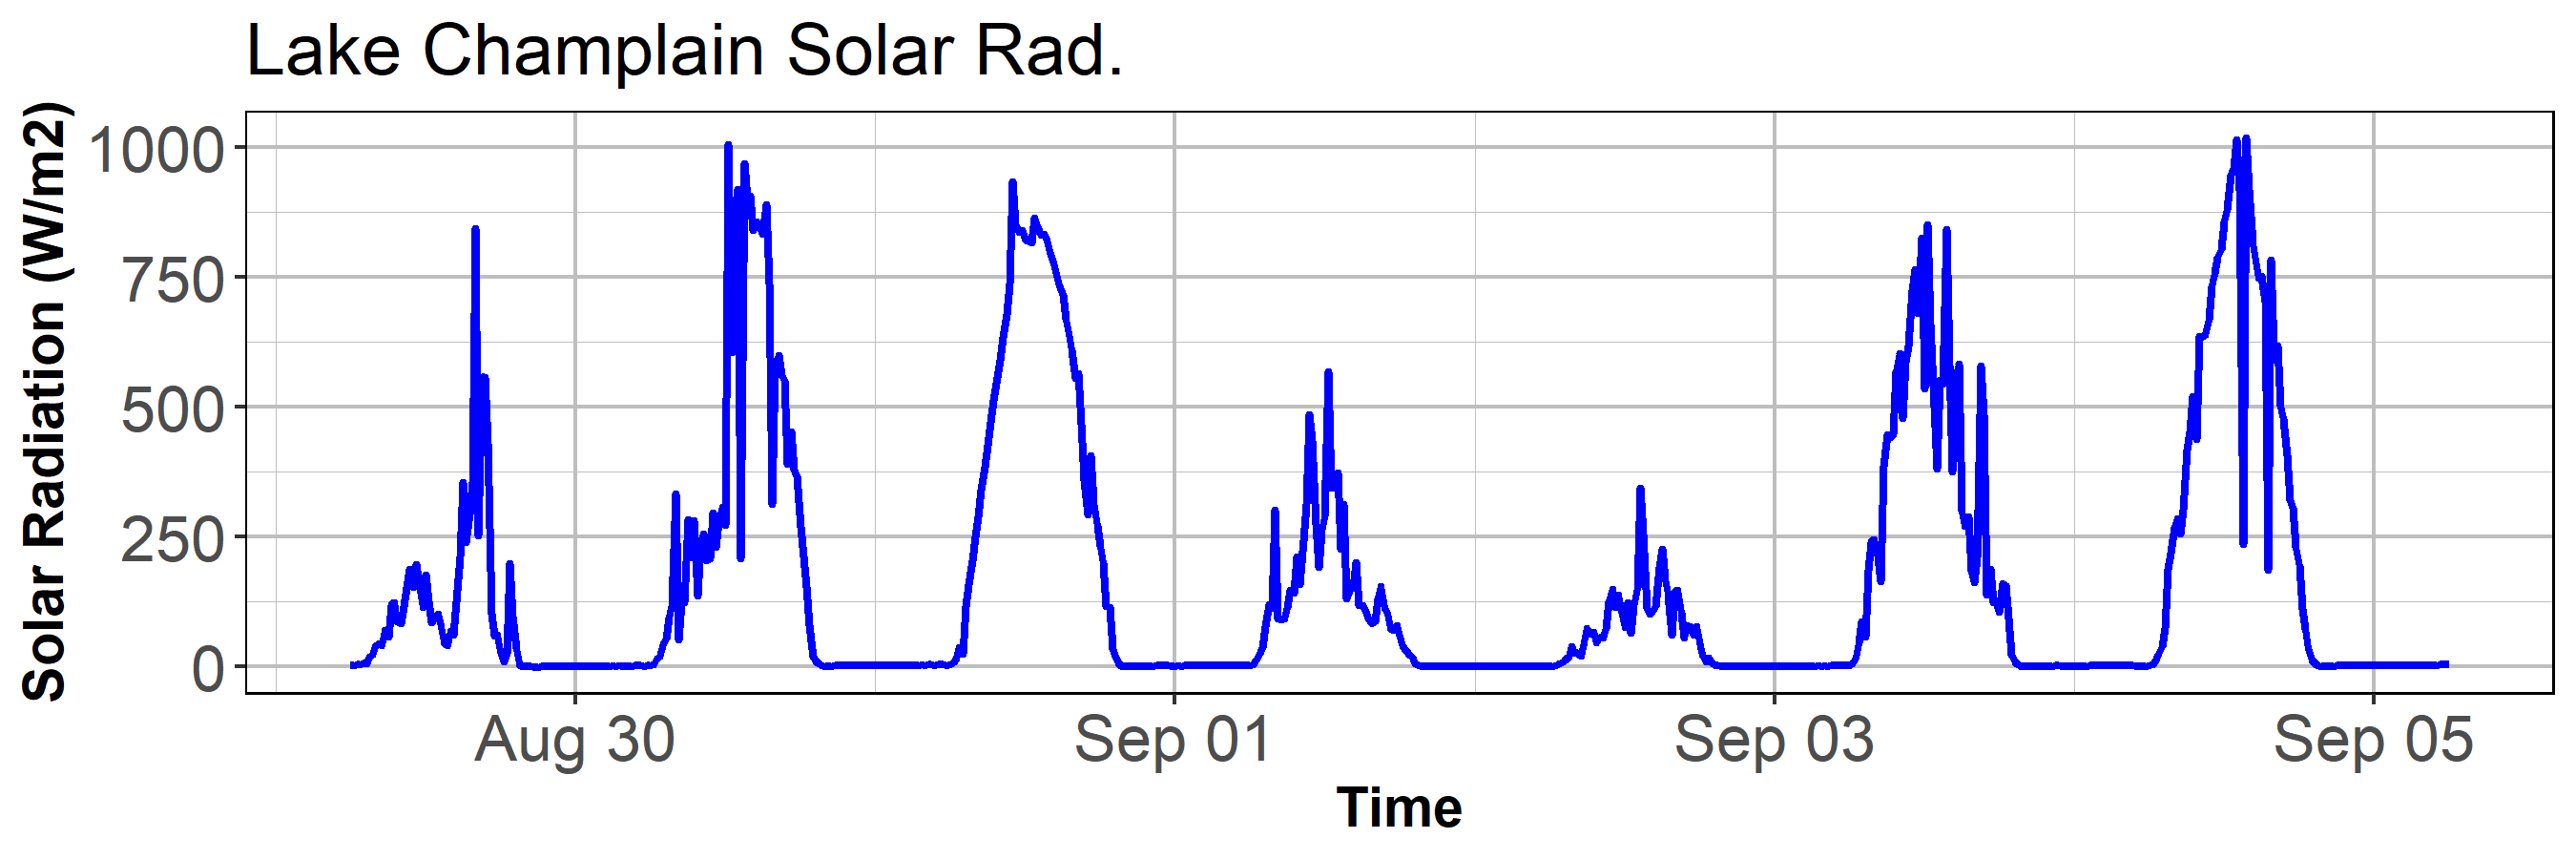 Lake Champlain Solar Rad.
Solar Radiation (W/m2)
1000
750
500
250
0
Aug 30
Sep 01
Sep 03
Sep 05
Time